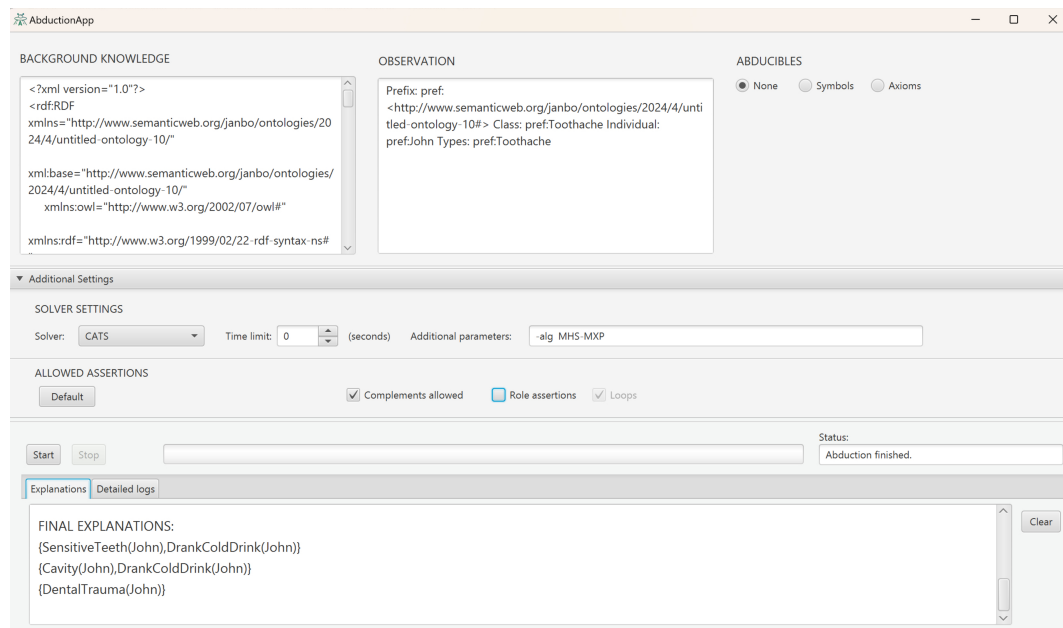 AbductionApp
BACKGROUND KNOWLEDGE
<?xml version="1.0"?>
<rdf:RDF
xmlns="http://www.semanticweb.org/janbo/ontologies/20
24/4/untitled-ontology-10/"
xml:base="http://www.semanticweb.org/janbo/ontologies/
2024/4/untitled-ontology-10/"
xmlns:owl="http://www.w3.org/2002/07/owl#"
xmlns:rdf="http://www.w3.org/1999/02/22-rdf-syntax-ns#
OBSERVATION
Prefix: pref:
<http://www.semanticweb.org/janbo/ontologies/2024/4/unti
tled-ontology-10#> Class: pref:Toothache Individual:
pref:John Types: pref:Toothache
ABDUCIBLES
None Symbols Axioms
Additional Settings
SOLVER SETTINGS
Solver: CATS Time limit: 0 (seconds) Additional parameters: -alg MHS-MXP
ALLOWED ASSERTIONS
Default Complements allowed Role assertions Loops
Status:
Start Stop Abduction finished.
Explanations Detailed logs
FINAL EXPLANATIONS:
{SensitiveTeeth(John),DrankColdDrink(John)}
{Cavity(John),DrankColdDrink(John)}
{DentalTrauma(John)}
Clear